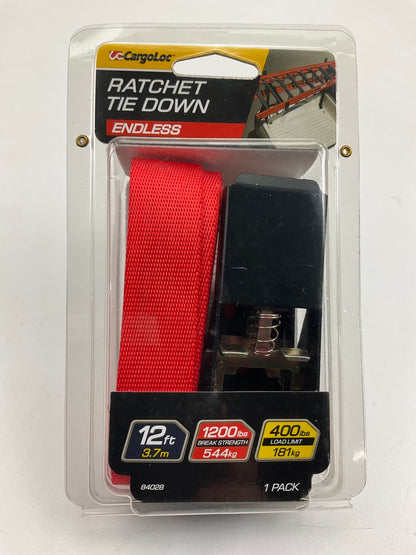 CargoLoc
RATCHET
TIE DOWN
ENDLESS
12ft
3.7m
1200lbs
BREAK STRENGTH
544kg
400lbs
LOAD LIMIT
181kg
84028
1 PACK